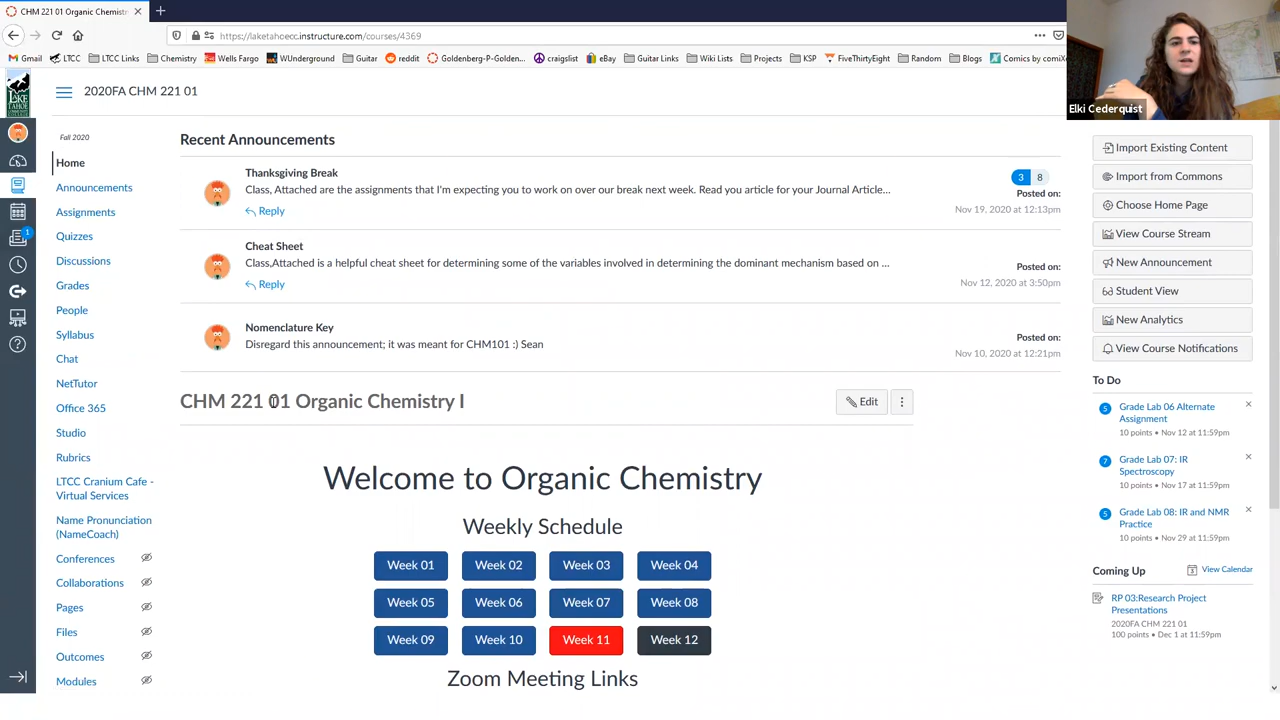 CHM 221 01 Organic Chemistr
https://laketahoecc.instructure.com/courses/4369
Gmail LTCC LTCC Links Chemistry Wells Fargo WUnderground Guitar reddit Goldenberg-P-Golden... craigslist eBay Guitar Links Wiki Lists Projects KSP FiveThirtyEight Random Blogs Comics by comiX
Elki Cederquist
LAKE TAHOE
2020FA CHM 221 01
1
Fall 2020
Home
Announcements
Assignments
Quizzes
Discussions
Grades
People
Syllabus
Chat
NetTutor
Office 365
Studio
Rubrics
LTCC Cranium Cafe -
Virtual Services
Name Pronunciation
(NameCoach)
Conferences
Collaborations
Pages
Files
Outcomes
Modules
Recent Announcements
Thanksgiving Break
Class, Attached are the assignments that I'm expecting you to work on over our break next week. Read you article for your Journal Article...
Reply
3 8
Posted on:
Nov 19, 2020 at 12:13pm
Cheat Sheet
Class,Attached is a helpful cheat sheet for determining some of the variables involved in determining the dominant mechanism based on ...
Reply
Posted on:
Nov 12, 2020 at 3:50pm
Nomenclature Key
Disregard this announcement; it was meant for CHM101 :) Sean
Posted on:
Nov 10, 2020 at 12:21pm
CHM 221 01 Organic Chemistry I
Edit
Welcome to Organic Chemistry
Weekly Schedule
Week 01 Week 02 Week 03 Week 04
Week 05 Week 06 Week 07 Week 08
Week 09 Week 10 Week 11 Week 12
Zoom Meeting Links
Import Existing Content
Import from Commons
Choose Home Page
View Course Stream
New Announcement
Student View
New Analytics
View Course Notifications
To Do
5 Grade Lab 06 Alternate
Assignment
10 points • Nov 12 at 11:59pm
7 Grade Lab 07: IR
Spectroscopy
10 points • Nov 17 at 11:59pm
5 Grade Lab 08: IR and NMR
Practice
10 points • Nov 29 at 11:59pm
Coming Up
View Calendar
RP 03:Research Project
Presentations
2020FA CHM 221 01
100 points • Dec 1 at 11:59pm